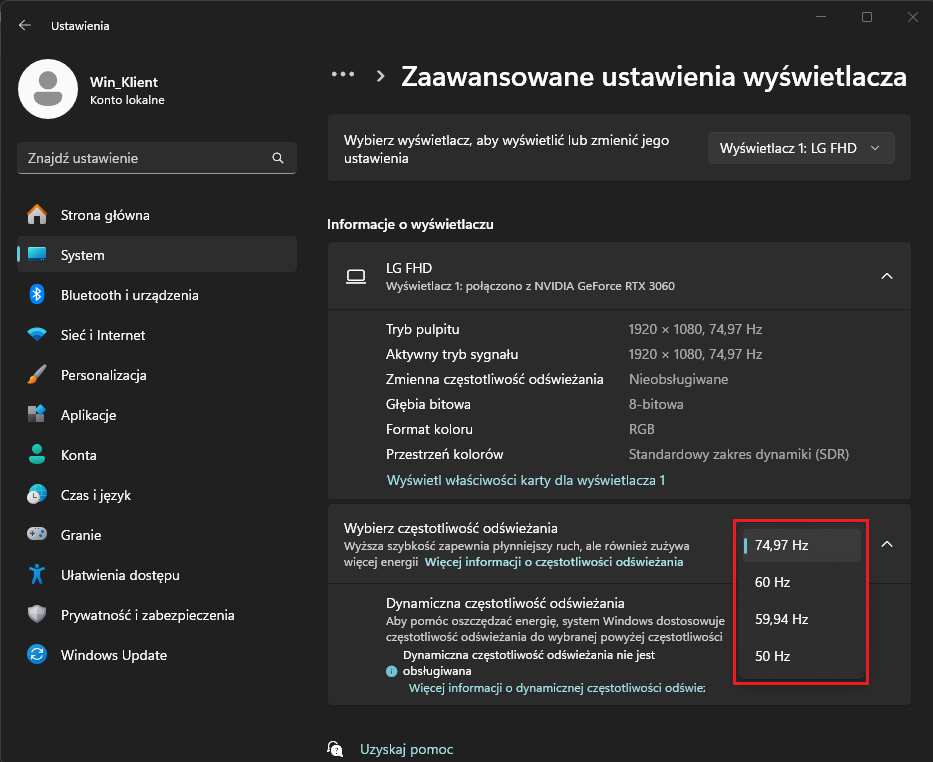 Ustawienia
Win_Klient
Konto lokalne
Znajdź ustawienie
Strona główna
System
Bluetooth i urządzenia
Sieć i Internet
Personalizacja
Aplikacje
Konta
Czas i język
Granie
Ułatwienia dostępu
Prywatność i zabezpieczenia
Windows Update
Zaawansowane ustawienia wyświetlacza
Wybierz wyświetlacz, aby wyświetlić lub zmienić jego
ustawienia
Wyświetlacz 1: LG FHD
Informacje o wyświetlaczu
LG FHD
Wyświetlacz 1: połączono z NVIDIA GeForce RTX 3060
Tryb pulpitu 1920 × 1080, 74,97 Hz
Aktywny tryb sygnału 1920 × 1080, 74,97 Hz
Zmienna częstotliwość odświeżania Nieobsługiwane
Głębia bitowa 8-bitowa
Format koloru RGB
Przestrzeń kolorów Standardowy zakres dynamiki (SDR)
Wyświetl właściwości karty dla wyświetlacza 1
Wybierz częstotliwość odświeżania
Wyższa szybkość zapewnia płynniejszy ruch, ale również zużywa
więcej energii Więcej informacji o częstotliwości odświeżania
74,97 Hz
60 Hz
59,94 Hz
50 Hz
Dynamiczna częstotliwość odświeżania
Aby pomóc oszczędzać energię, system Windows dostosowuje
częstotliwość odświeżania do wybranej powyżej częstotliwości
Dynamiczna częstotliwość odświeżania nie jest
obsługiwana
Więcej informacji o dynamicznej częstotliwości odśwież
Uzyskaj pomoc